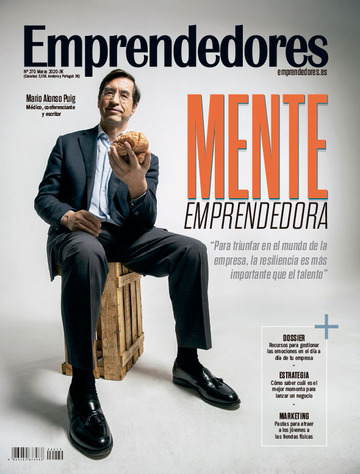 Emprendedores
Nº 270 Marzo 2020·3€
emprendedores.es
Mario Alonso Puig
Médico, conferenciante
y escritor
MENTE
EMPRENDEDORA
“Para triunfar en el mundo de la
empresa, la resiliencia es más
importante que el talento”
+
DOSSIER
Recursos para gestionar
las emociones en el día a
día de tu empresa
ESTRATEGIA
Cómo saber cuál es el
mejor momento para
lanzar un negocio
MARKETING
Pautas para atraer
a los jóvenes a
las tiendas físicas